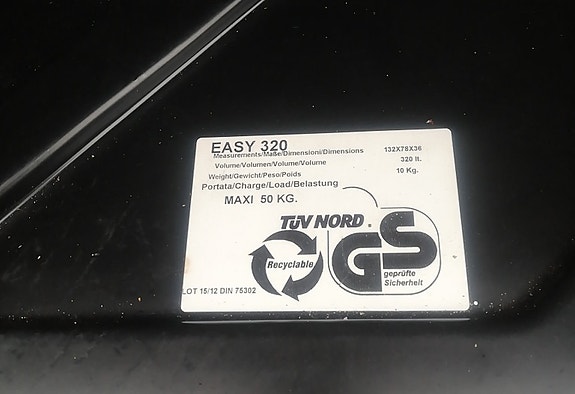 EASY 320
Measurements/Maße/Dimensioni/Dimensions 132X78X36
Volume/Volumen/Volume/Volume 320 lt.
Weight/Gewicht/Peso/Poids 10 Kg.
Portata/Charge/Load/Belastung
MAXI 50 KG.
TÜV NORD
Recyclable
GS
geprüfte
Sicherheit
LOT 15/12 DIN 75302